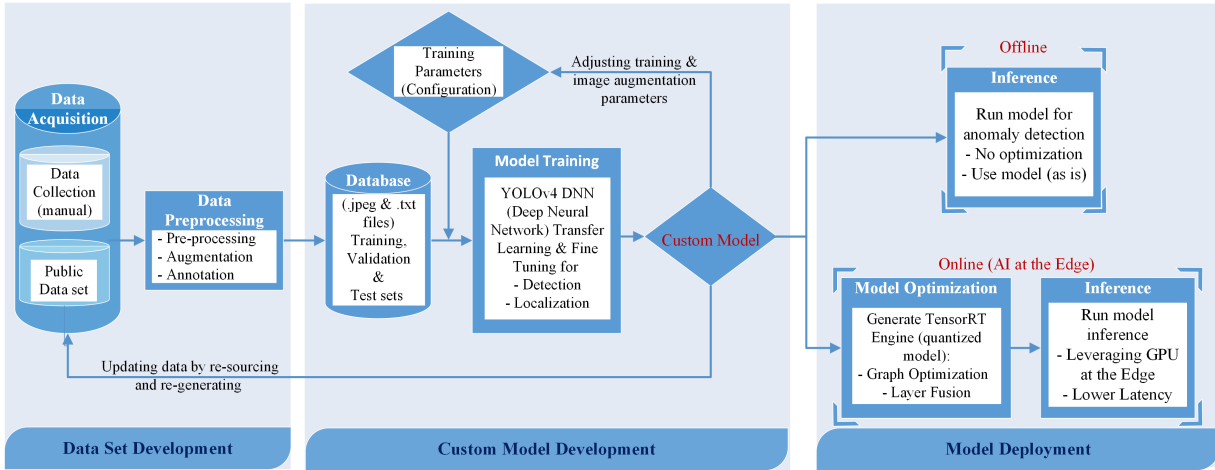 Data
Acquisition
Data
Collection
(manual)
Public
Data set
Data
Preprocessing
- Pre-processing
- Augmentation
- Annotation
Updating data by re-sourcing
and re-generating
Data Set Development
Training
Parameters
(Configuration)
Adjusting training &
image augmentation
parameters
Database
(.jpeg & .txt
files)
Training,
Validation
&
Test sets
Model Training
YOLOv4 DNN
(Deep Neural
Network) Transfer
Learning & Fine
Tuning for
- Detection
- Localization
Custom Model
Custom Model Development
Offline
Inference
Run model for
anomaly detection
- No optimization
- Use model (as is)
Online (AI at the Edge)
Model Optimization
Generate TensorRT
Engine (quantized
model):
- Graph Optimization
- Layer Fusion
Inference
Run model
inference
- Leveraging GPU
at the Edge
- Lower Latency
Model Deployment